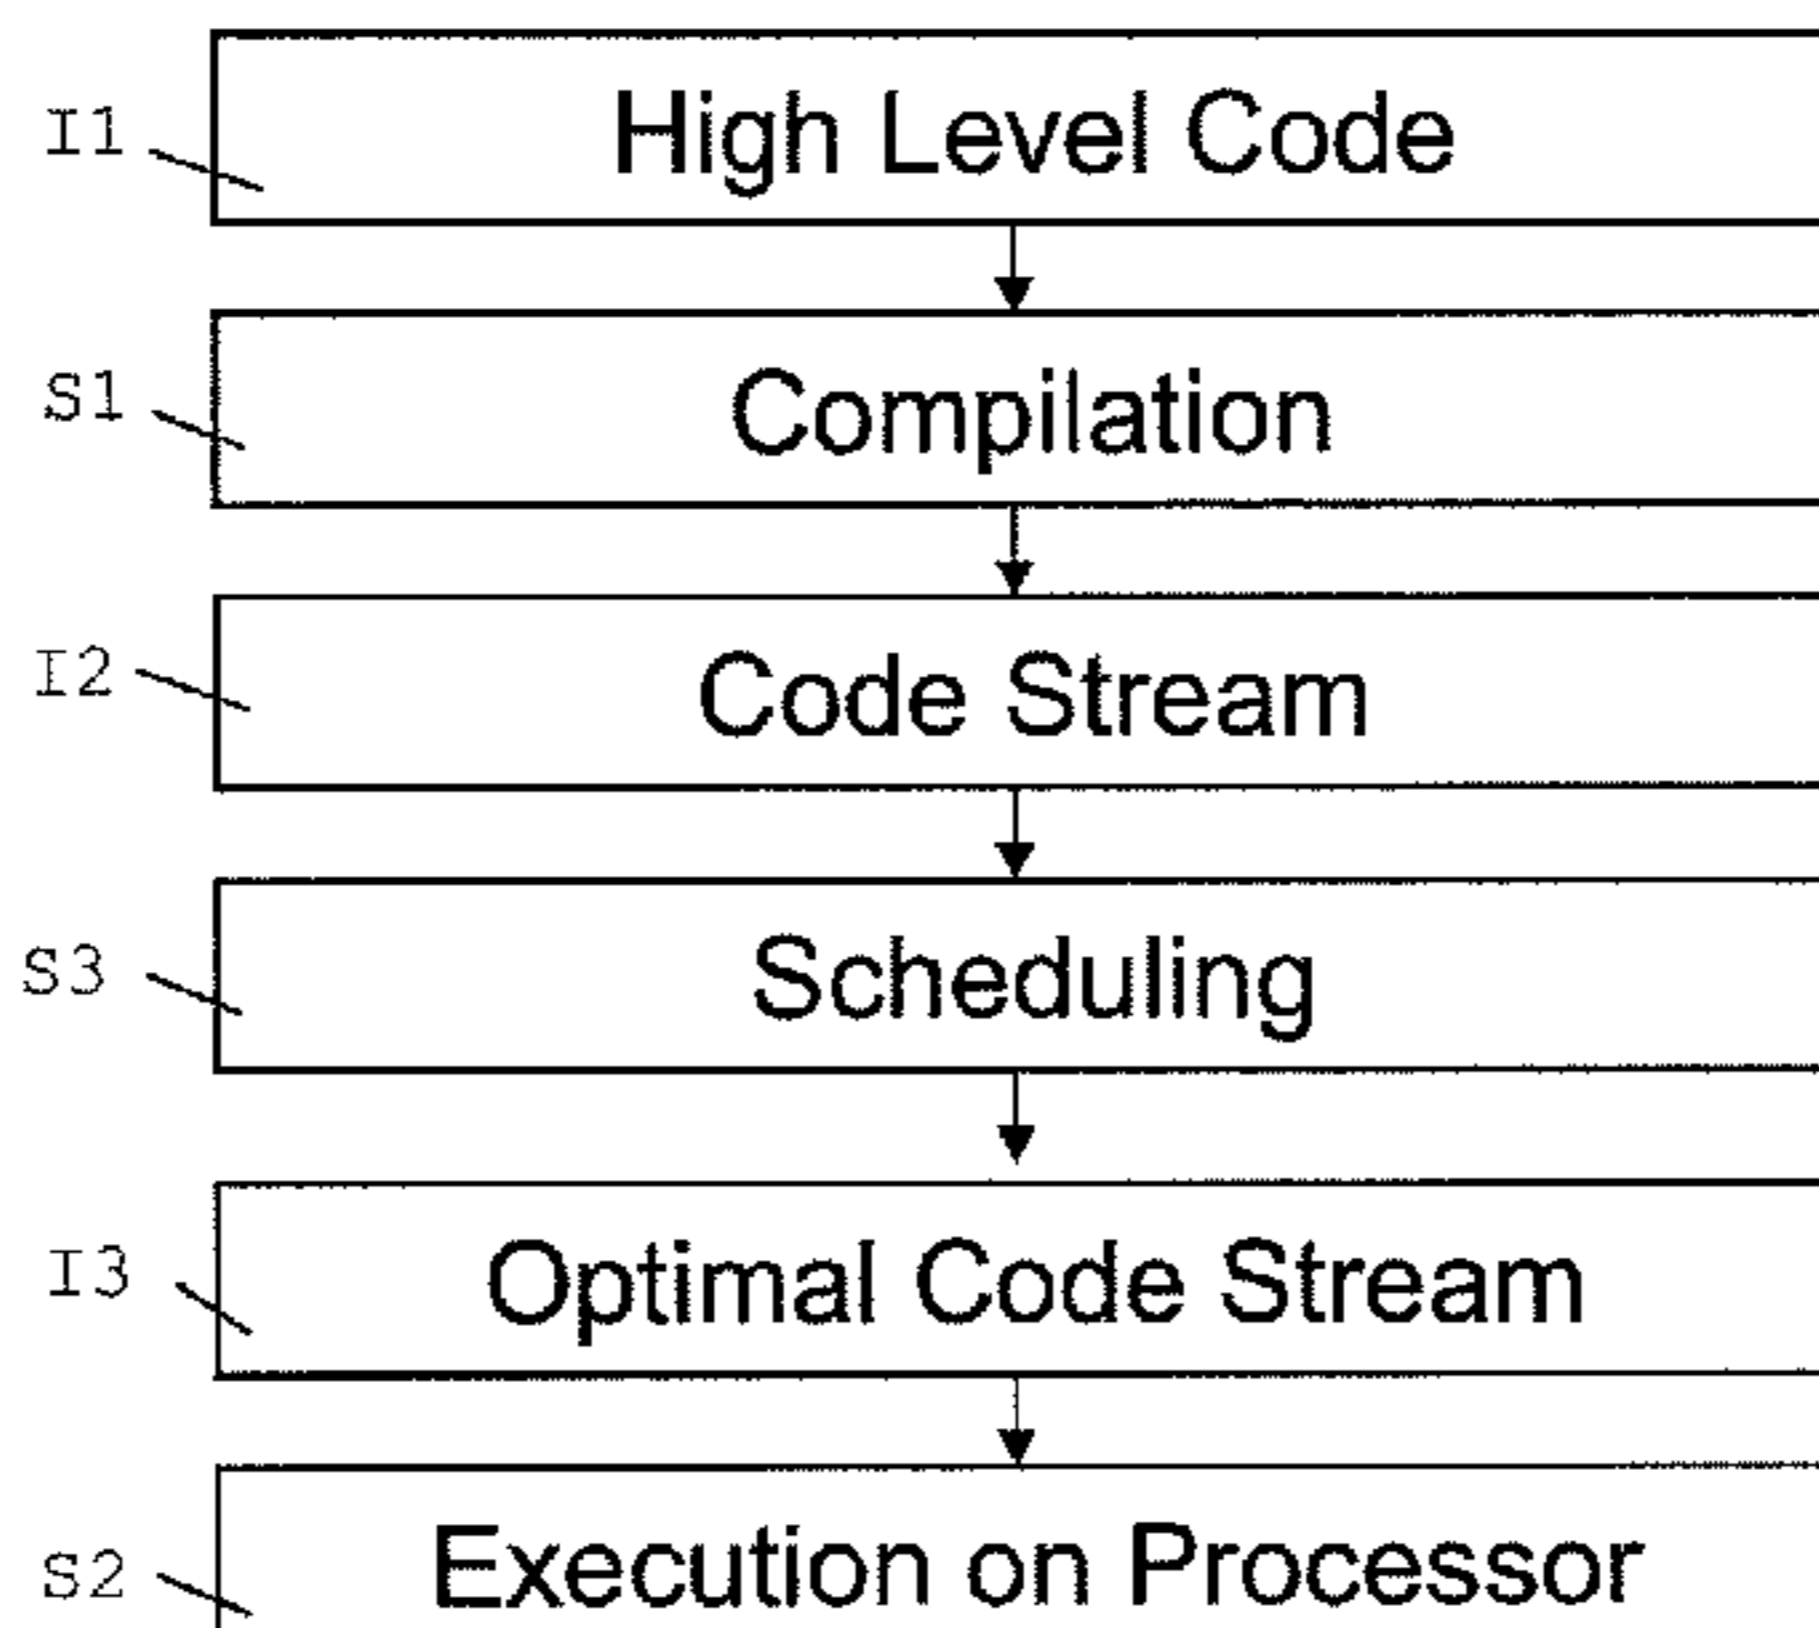 I1 High Level Code
S1 Compilation
I2 Code Stream
S3 Scheduling
I3 Optimal Code Stream
S2 Execution on Processor